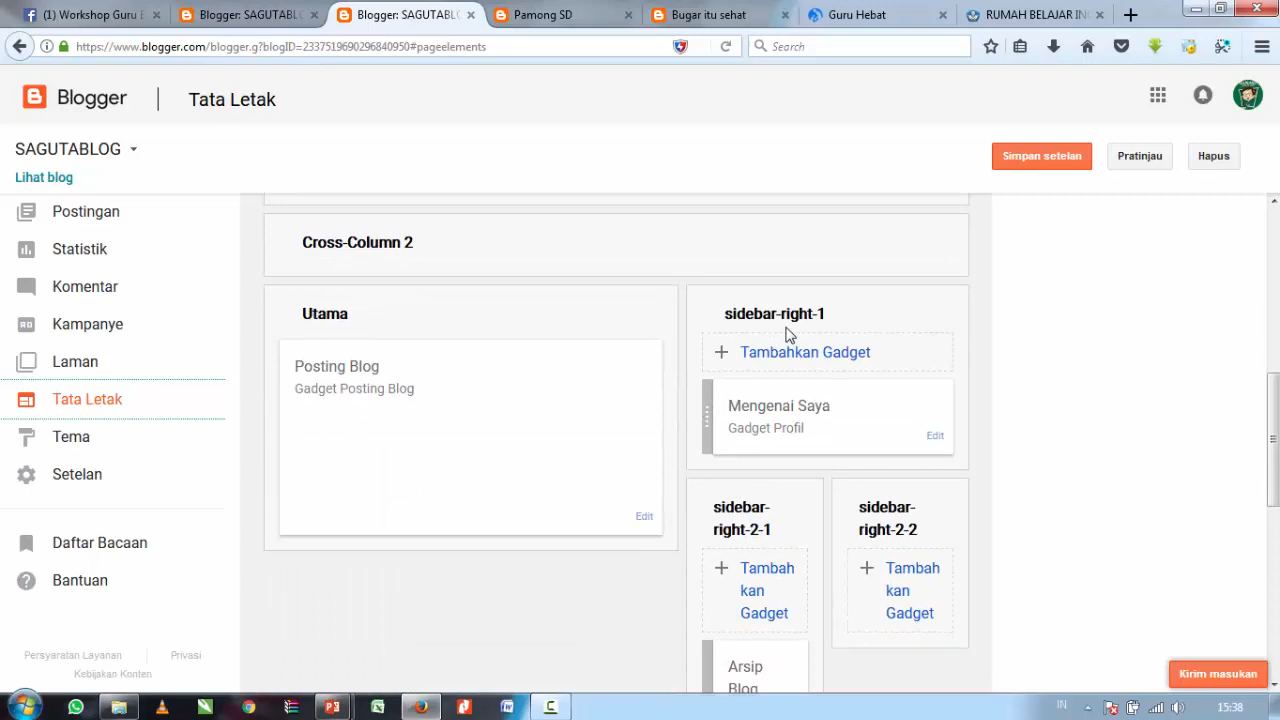 (1) Workshop Guru B
Blogger: SAGUTABLO
Blogger: SAGUTABL
Pamong SD
Bugar itu sehat
Guru Hebat
RUMAH BELAJAR IN
https://www.blogger.com/blogger.g?blogID=2337519690296840950#pageelements
Search
Blogger
Tata Letak
SAGUTABLOG
Lihat blog
Simpan setelan
Pratinjau
Hapus
Postingan
Statistik
Komentar
Kampanye
Laman
Tata Letak
Tema
Setelan
Daftar Bacaan
Bantuan
Persyaratan Layanan
Privasi
Kebijakan Konten
Cross-Column 2
Utama
Posting Blog
Gadget Posting Blog
Edit
sidebar-right-1
Tambahkan Gadget
Mengenai Saya
Gadget Profil
Edit
sidebar-
right-2-1
Tambah
kan
Gadget
Arsip
Blog
sidebar-
right-2-2
Tambah
kan
Gadget
Kirim masukan
IN
15:38